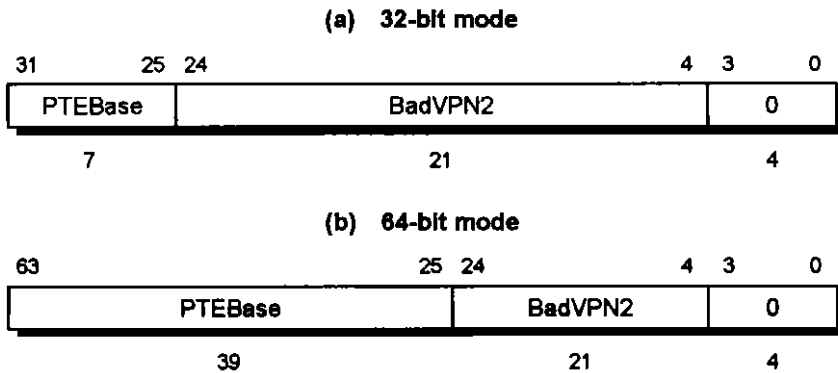 (a) 32-bit mode
31 25 24 4 3 0
PTEBase BadVPN2 0
7 21 4
(b) 64-bit mode
63 25 24 4 3 0
PTEBase BadVPN2 0
39 21 4